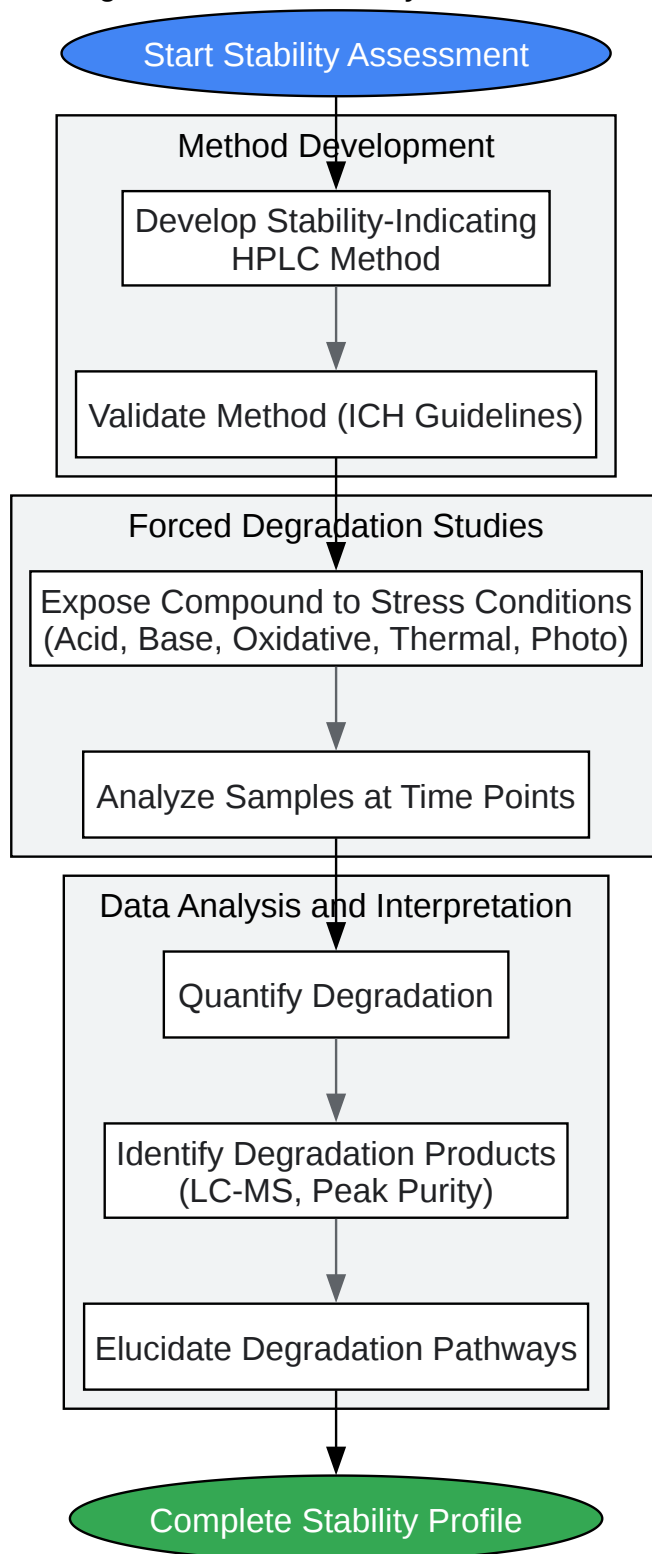 Start Stability Assessment
Method Development
Develop Stability-Indicating
HPLC Method
Validate Method (ICH Guidelines)
Forced Degradation Studies
Expose Compound to Stress Conditions
(Acid, Base, Oxidative, Thermal, Photo)
Analyze Samples at Time Points
Data Analysis and Interpretation
Quantify Degradation
Identify Degradation Products
(LC-MS, Peak Purity)
Elucidate Degradation Pathways
Complete Stability Profile